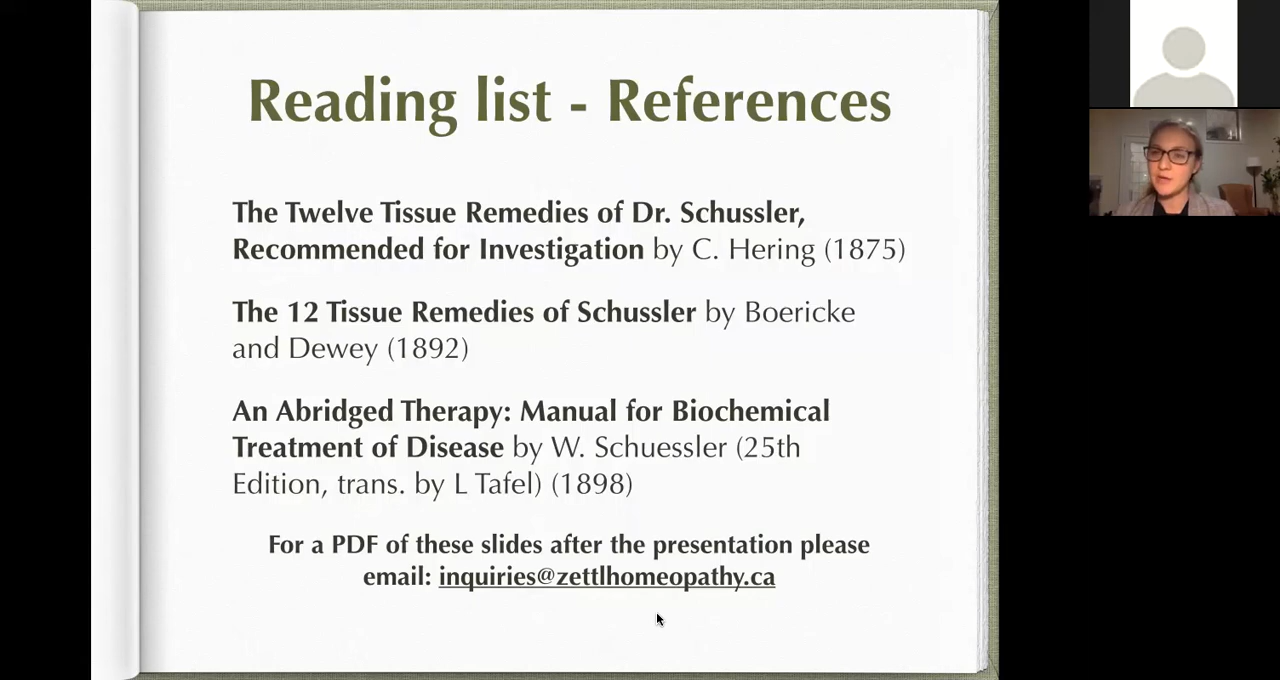 Reading list - References
The Twelve Tissue Remedies of Dr. Schussler,
Recommended for Investigation by C. Hering (1875)
The 12 Tissue Remedies of Schussler by Boericke
and Dewey (1892)
An Abridged Therapy: Manual for Biochemical
Treatment of Disease by W. Schuessler (25th
Edition, trans. by L Tafel) (1898)
For a PDF of these slides after the presentation please
email: inquiries@zettlhomeopathy.ca